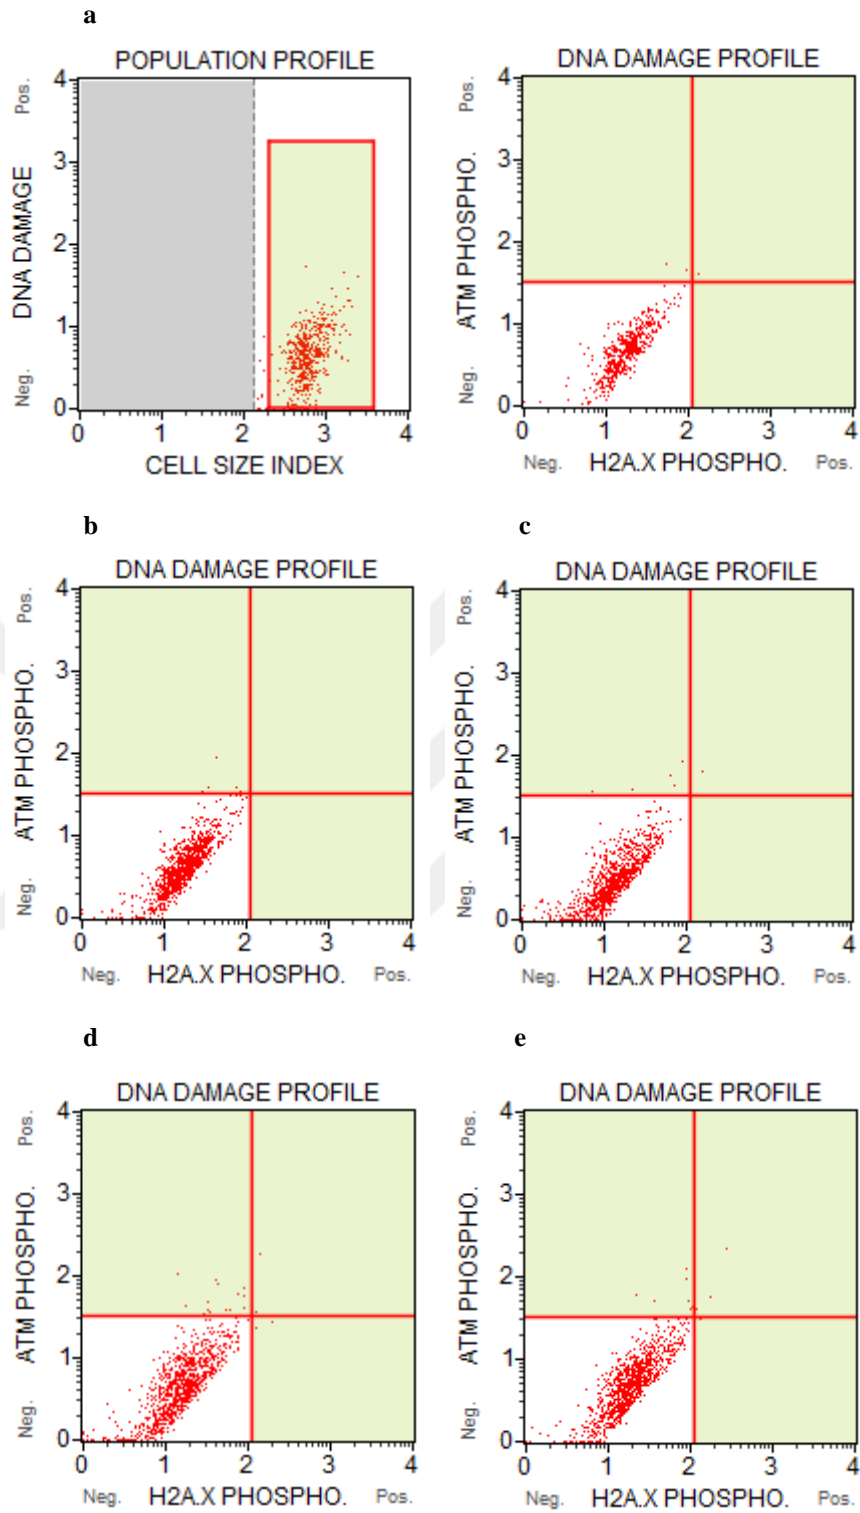 a
POPULATION PROFILE
DNA DAMAGE
Neg. Pos.
4
3
2
1
0
0 1 2 3 4
CELL SIZE INDEX
DNA DAMAGE PROFILE
ATM PHOSPHO.
Neg. Pos.
4
3
2
1
0
0 1 2 3 4
Neg. H2A.X PHOSPHO. Pos.
b
DNA DAMAGE PROFILE
ATM PHOSPHO.
Neg. Pos.
4
3
2
1
0
0 1 2 3 4
Neg. H2A.X PHOSPHO. Pos.
c
DNA DAMAGE PROFILE
ATM PHOSPHO.
Neg. Pos.
4
3
2
1
0
0 1 2 3 4
Neg. H2A.X PHOSPHO. Pos.
d
DNA DAMAGE PROFILE
ATM PHOSPHO.
Neg. Pos.
4
3
2
1
0
0 1 2 3 4
Neg. H2A.X PHOSPHO. Pos.
e
DNA DAMAGE PROFILE
ATM PHOSPHO.
Neg. Pos.
4
3
2
1
0
0 1 2 3 4
Neg. H2A.X PHOSPHO. Pos.